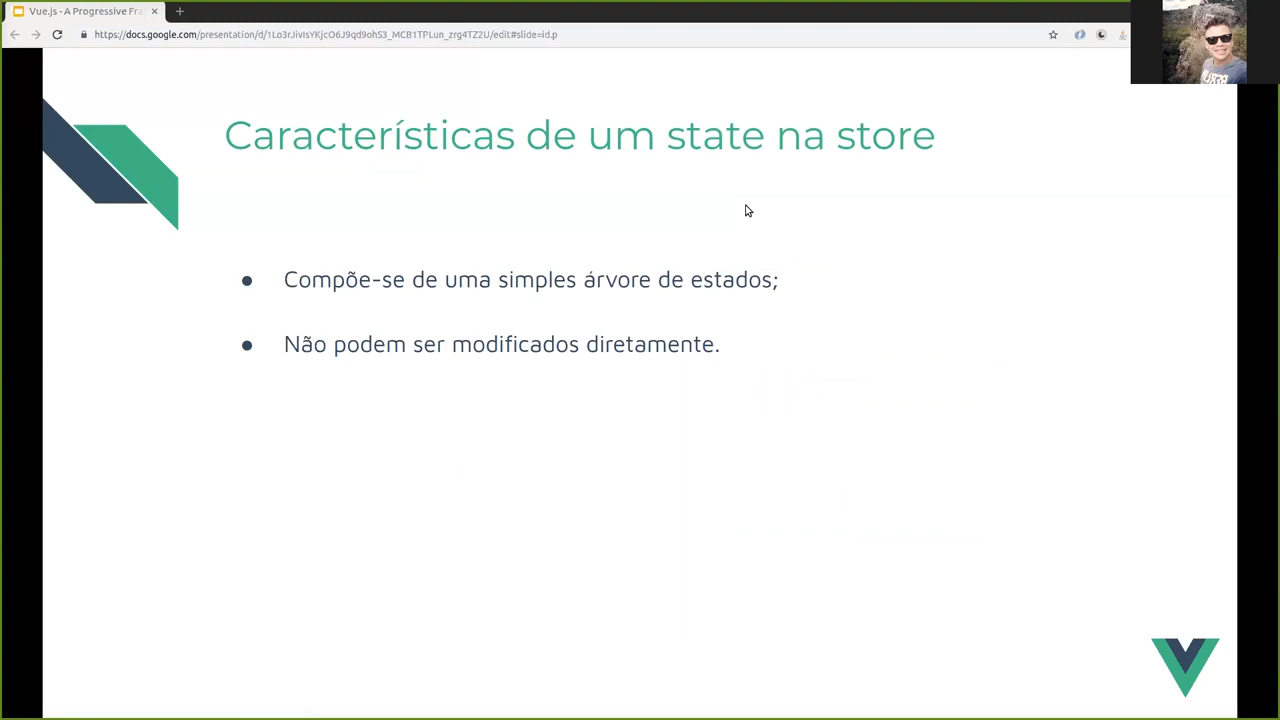 Vue.js - A Progressive Fra
https://docs.google.com/presentation/d/1Lo3rJivIsYKjcO6J9qd9ohS3_MCB1TPLun_zrg4TZ2U/edit#slide=id.p
Características de um state na store
● Compõe-se de uma simples árvore de estados;
● Não podem ser modificados diretamente.